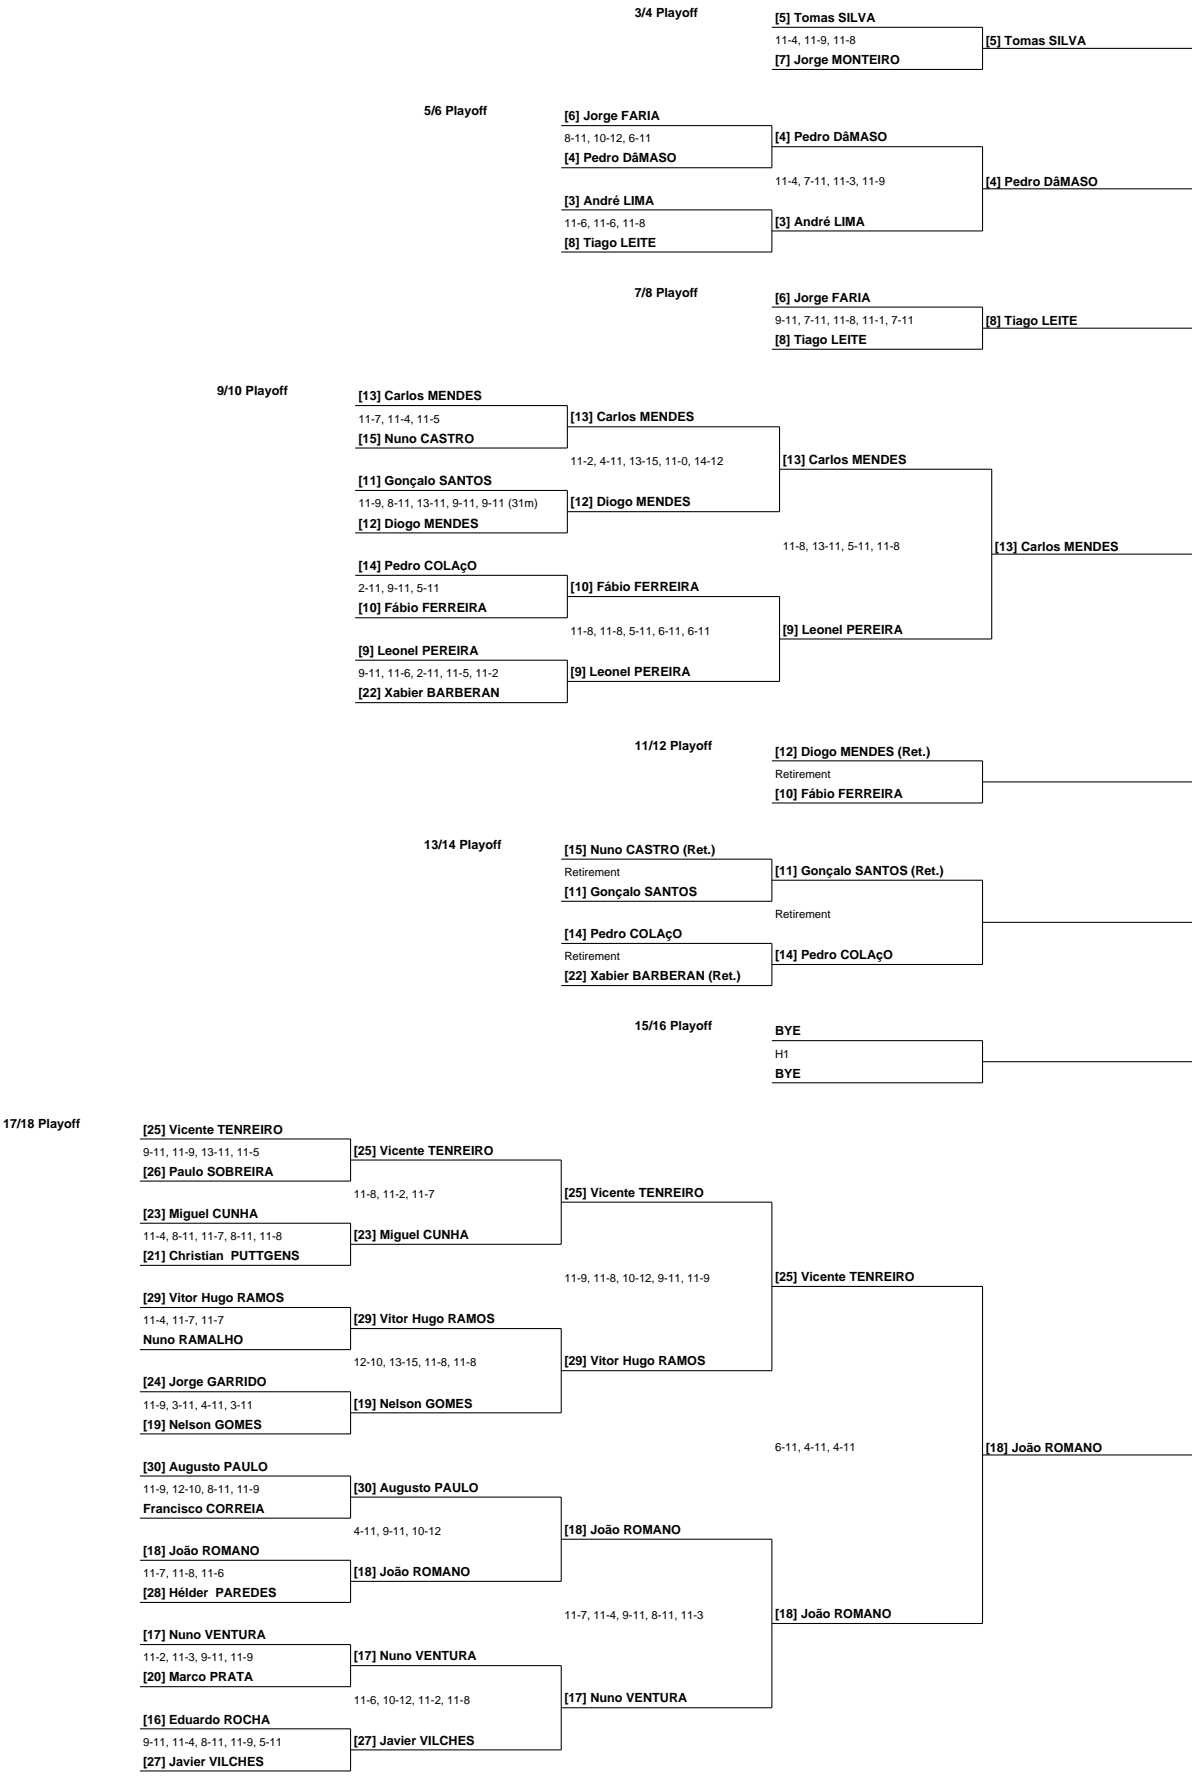 3/4 Playoff
[5] Tomas SILVA
11-4, 11-9, 11-8
[5] Tomas SILVA
[7] Jorge MONTEIRO
5/6 Playoff
[6] Jorge FARIA
8-11, 10-12, 6-11
[4] Pedro DâMASO
[4] Pedro DâMASO
11-4, 7-11, 11-3, 11-9
[4] Pedro DâMASO
[3] André LIMA
11-6, 11-6, 11-8
[3] André LIMA
[8] Tiago LEITE
7/8 Playoff
[6] Jorge FARIA
9-11, 7-11, 11-8, 11-1, 7-11
[8] Tiago LEITE
[8] Tiago LEITE
9/10 Playoff
[13] Carlos MENDES
11-7, 11-4, 11-5
[13] Carlos MENDES
[15] Nuno CASTRO
11-2, 4-11, 13-15, 11-0, 14-12
[13] Carlos MENDES
[11] Gonçalo SANTOS
11-9, 8-11, 13-11, 9-11, 9-11 (31m)
[12] Diogo MENDES
[12] Diogo MENDES
11-8, 13-11, 5-11, 11-8
[13] Carlos MENDES
[14] Pedro COLAçO
2-11, 9-11, 5-11
[10] Fábio FERREIRA
[10] Fábio FERREIRA
11-8, 11-8, 5-11, 6-11, 6-11
[9] Leonel PEREIRA
[9] Leonel PEREIRA
9-11, 11-6, 2-11, 11-5, 11-2
[9] Leonel PEREIRA
[22] Xabier BARBERAN
11/12 Playoff
[12] Diogo MENDES (Ret.)
Retirement
[10] Fábio FERREIRA
13/14 Playoff
[15] Nuno CASTRO (Ret.)
Retirement
[11] Gonçalo SANTOS (Ret.)
[11] Gonçalo SANTOS
Retirement
[14] Pedro COLAçO
Retirement
[14] Pedro COLAçO
[22] Xabier BARBERAN (Ret.)
15/16 Playoff
BYE
H1
BYE
17/18 Playoff
[25] Vicente TENREIRO
9-11, 11-9, 13-11, 11-5
[25] Vicente TENREIRO
[26] Paulo SOBREIRA
11-8, 11-2, 11-7
[25] Vicente TENREIRO
[23] Miguel CUNHA
11-4, 8-11, 11-7, 8-11, 11-8
[23] Miguel CUNHA
[21] Christian  PUTTGENS
11-9, 11-8, 10-12, 9-11, 11-9
[25] Vicente TENREIRO
[29] Vitor Hugo RAMOS
11-4, 11-7, 11-7
[29] Vitor Hugo RAMOS
Nuno RAMALHO
12-10, 13-15, 11-8, 11-8
[29] Vitor Hugo RAMOS
[24] Jorge GARRIDO
11-9, 3-11, 4-11, 3-11
[19] Nelson GOMES
[19] Nelson GOMES
6-11, 4-11, 4-11
[18] João ROMANO
[30] Augusto PAULO
11-9, 12-10, 8-11, 11-9
[30] Augusto PAULO
Francisco CORREIA
4-11, 9-11, 10-12
[18] João ROMANO
[18] João ROMANO
11-7, 11-8, 11-6
[18] João ROMANO
[28] Hélder  PAREDES
11-7, 11-4, 9-11, 8-11, 11-3
[18] João ROMANO
[17] Nuno VENTURA
11-2, 11-3, 9-11, 11-9
[17] Nuno VENTURA
[20] Marco PRATA
11-6, 10-12, 11-2, 11-8
[17] Nuno VENTURA
[16] Eduardo ROCHA
9-11, 11-4, 8-11, 11-9, 5-11
[27] Javier VILCHES
[27] Javier VILCHES